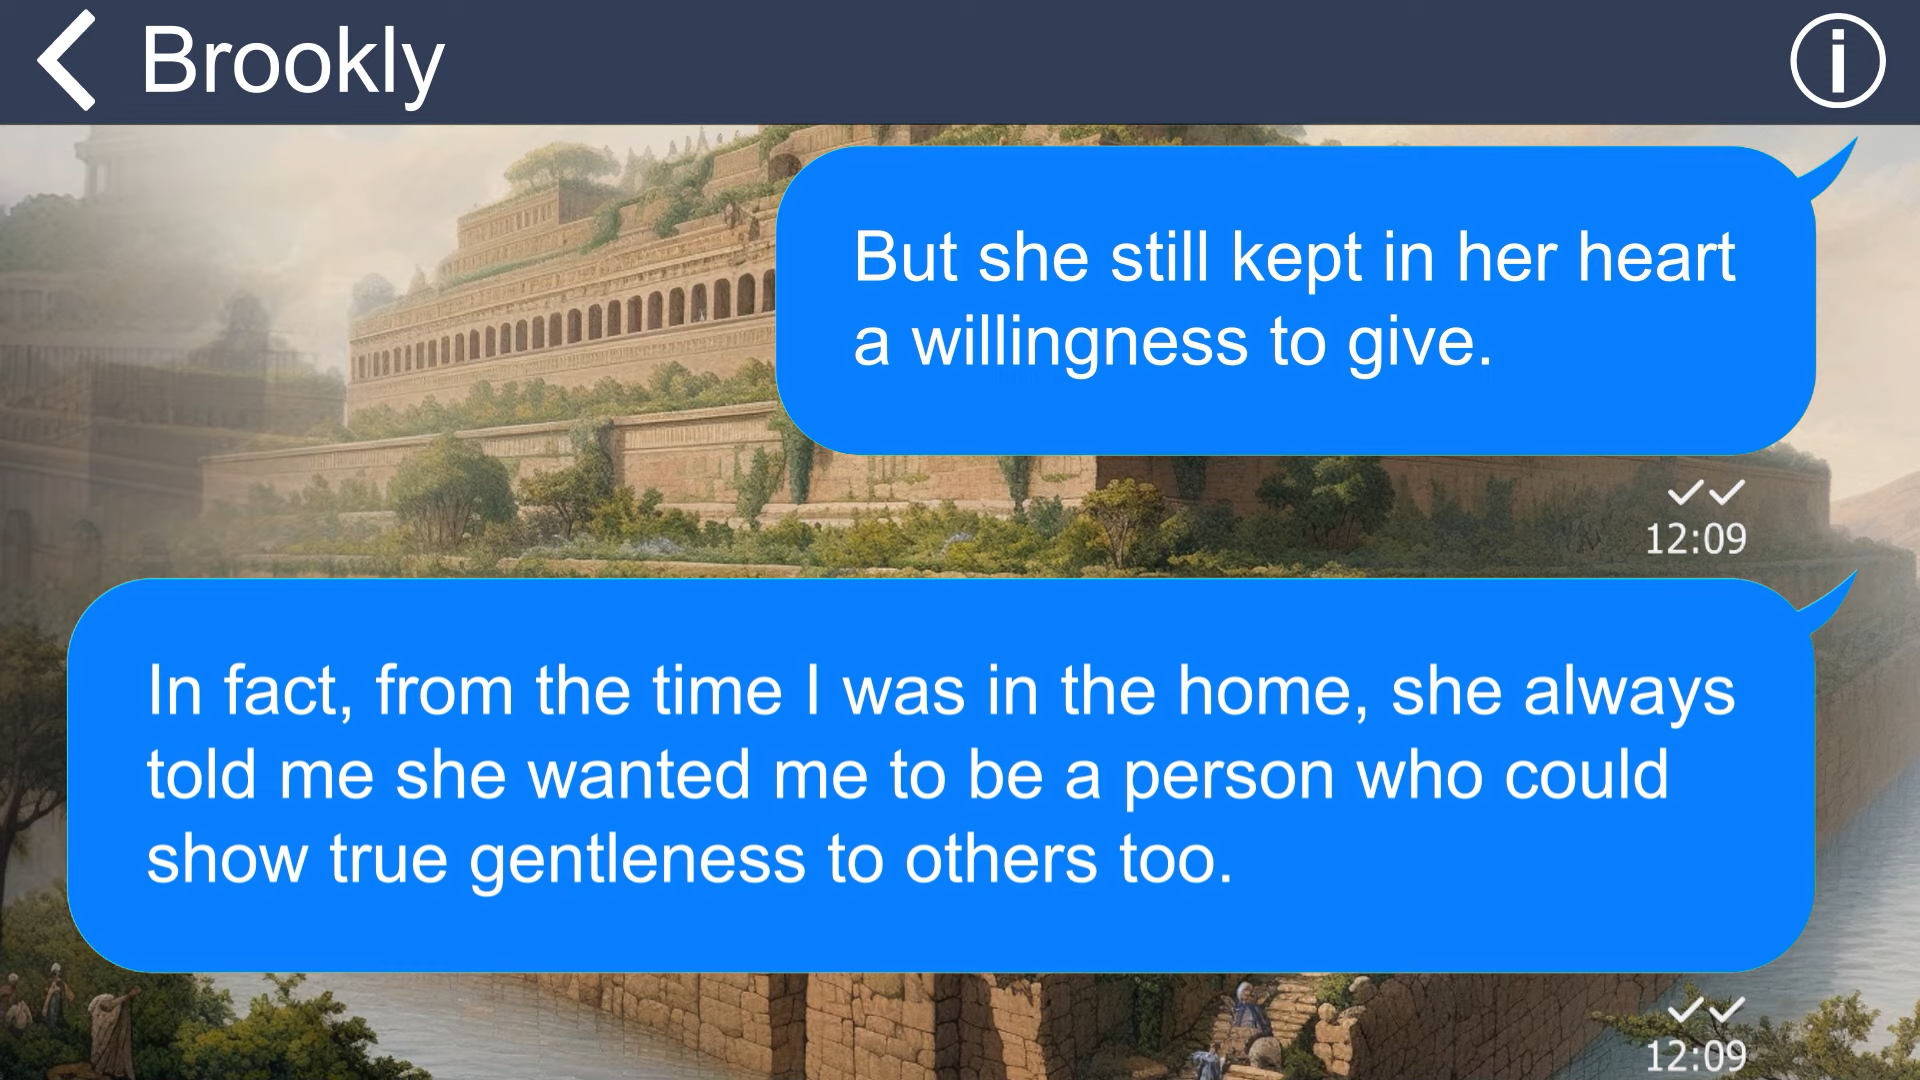 Brookly
But she still kept in her heart
a willingness to give.
12:09
In fact, from the time I was in the home, she always
told me she wanted me to be a person who could
show true gentleness to others too.
12:09